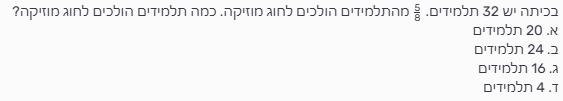 בכיתה יש 32 תלמידים. 5/8 מהתלמידים הולכים לחוג מוזיקה. כמה תלמידים הולכים לחוג מוזיקה?
א. 20 תלמידים
ב. 24 תלמידים
ג. 16 תלמידים
ד. 4 תלמידים